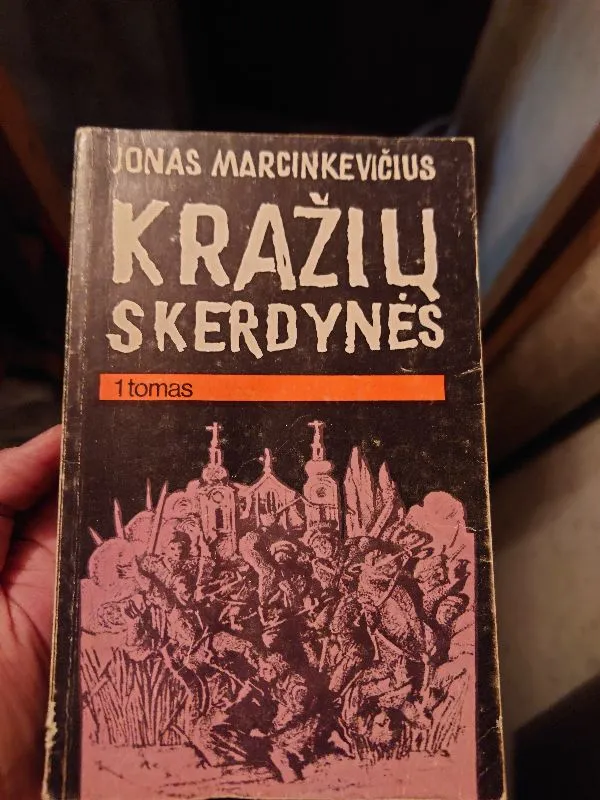 JONAS MARCINKEVIČIUS
KRAŽIŲ
SKERDYNĖS
1 tomas